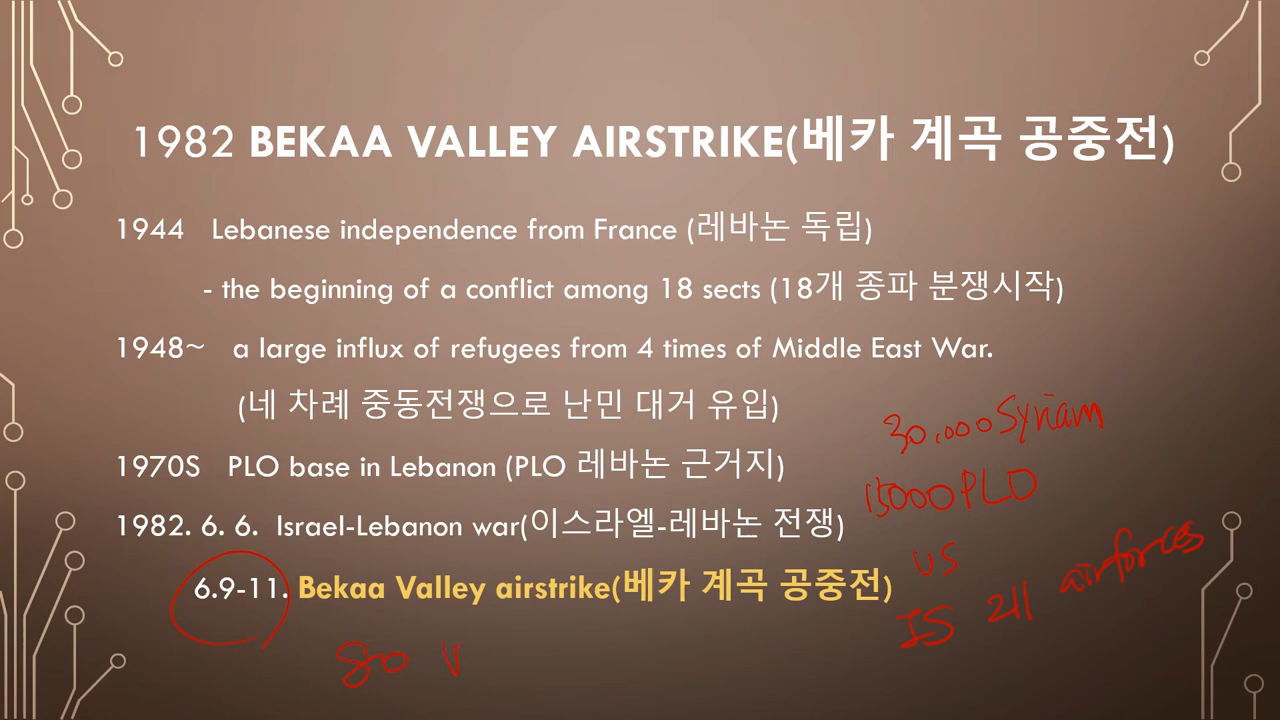 1982 BEKAA VALLEY AIRSTRIKE(베카 계곡 공중전)
1944 Lebanese independence from France (레바논 독립)
- the beginning of a conflict among 18 sects (18개 종파 분쟁시작)
1948~ a large influx of refugees from 4 times of Middle East War.
(네 차례 중동전쟁으로 난민 대거 유입)
30,000 Syriam
1970S PLO base in Lebanon (PLO 레바논 근거지)
15000 PLO
1982. 6. 6. Israel-Lebanon war(이스라엘-레바논 전쟁)
US
6.9-11. Bekaa Valley airstrike(베카 계곡 공중전)
IS all airforces
80 V